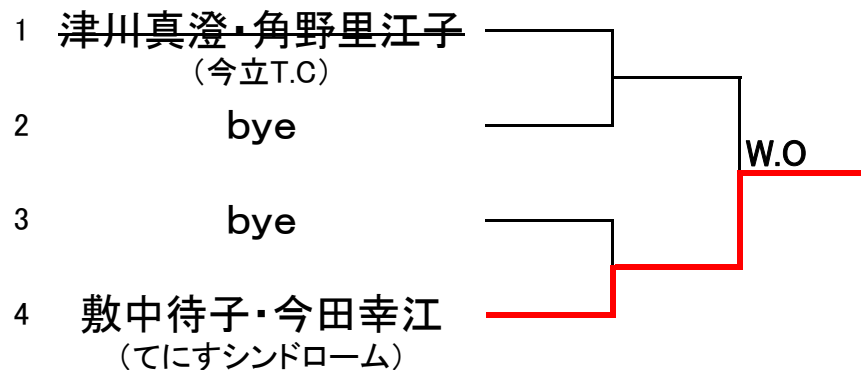 1 津川真澄・角野里江子
(今立T.C)
2 bye
W.O
3 bye
4 敷中待子・今田幸江
(てにすシンドローム)